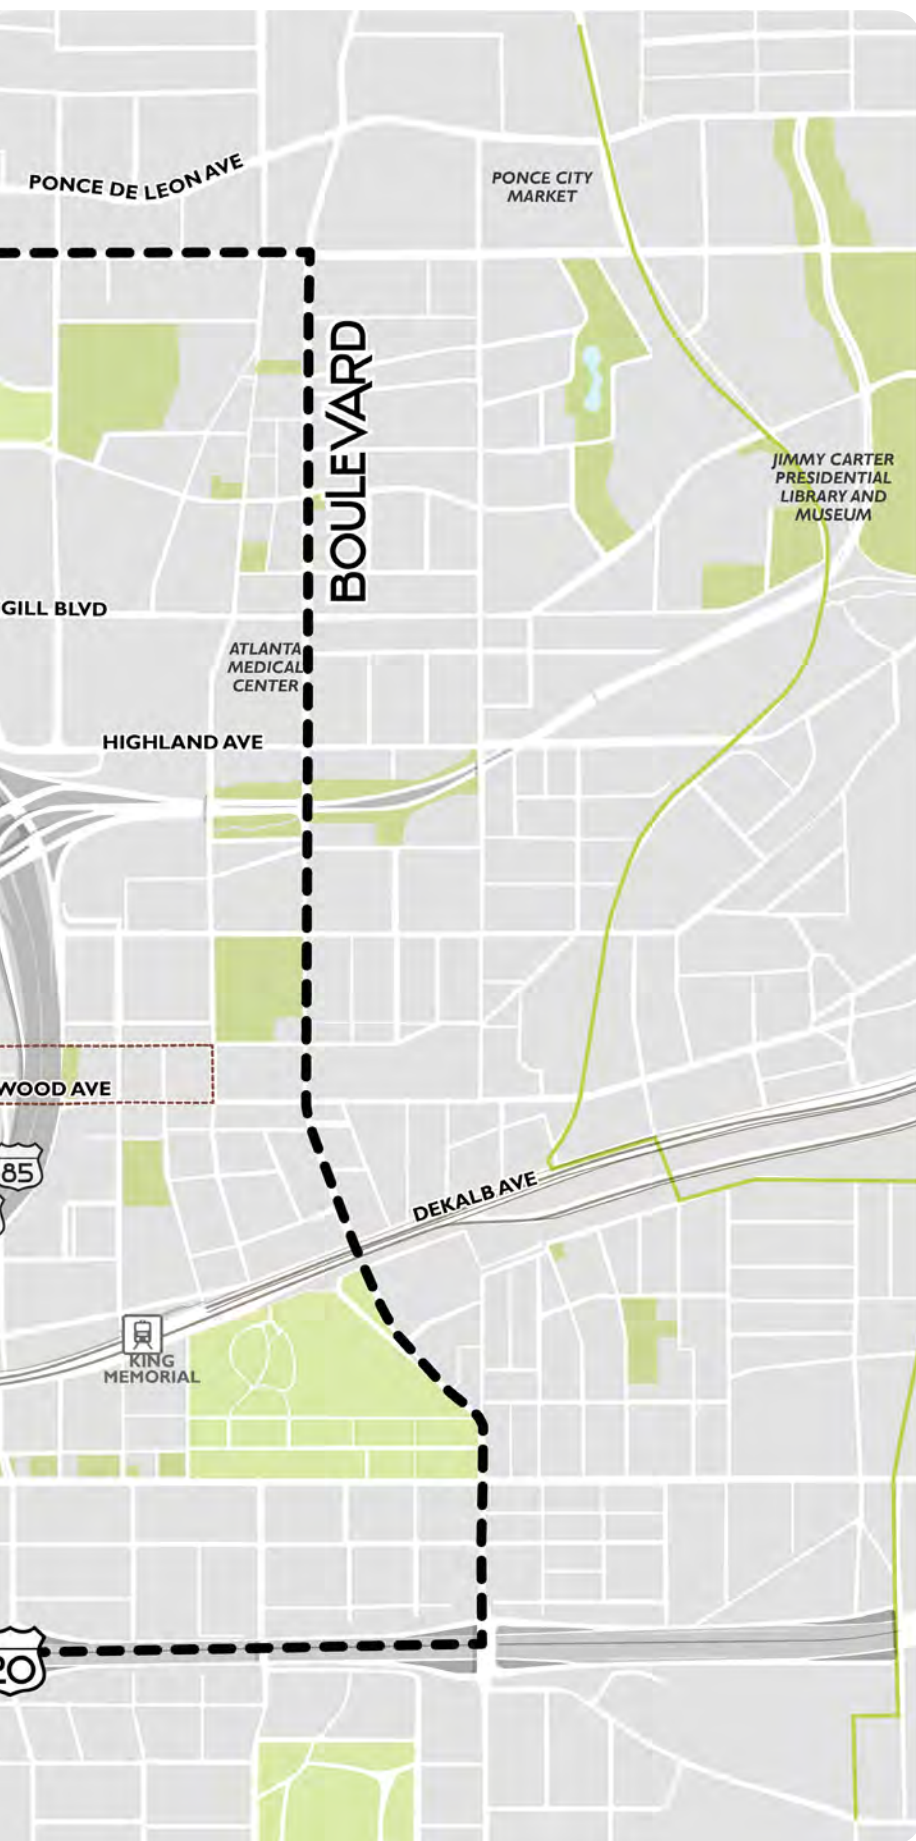 PONCE DE LEON AVE
PONCE CITY
MARKET
BOULEVARD
JIMMY CARTER
PRESIDENTIAL
LIBRARY AND
MUSEUM
GILL BLVD
ATLANTA
MEDICAL
CENTER
HIGHLAND AVE
WOOD AVE
85
DEKALB AVE
KING
MEMORIAL
20